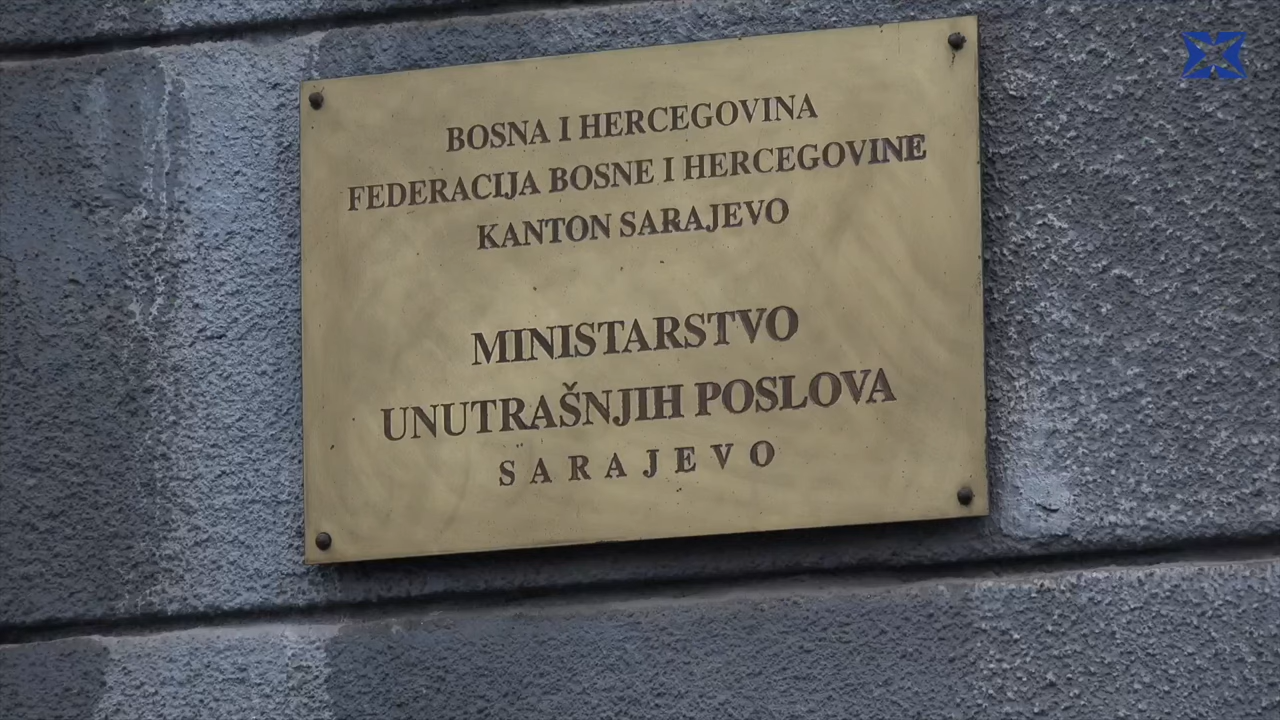 BOSNA I HERCEGOVINA
FEDERACIJA BOSNE I HERCEGOVINE
KANTON SARAJEVO
MINISTARSTVO
UNUTRAŠNJIH POSLOVA
SARAJEVO